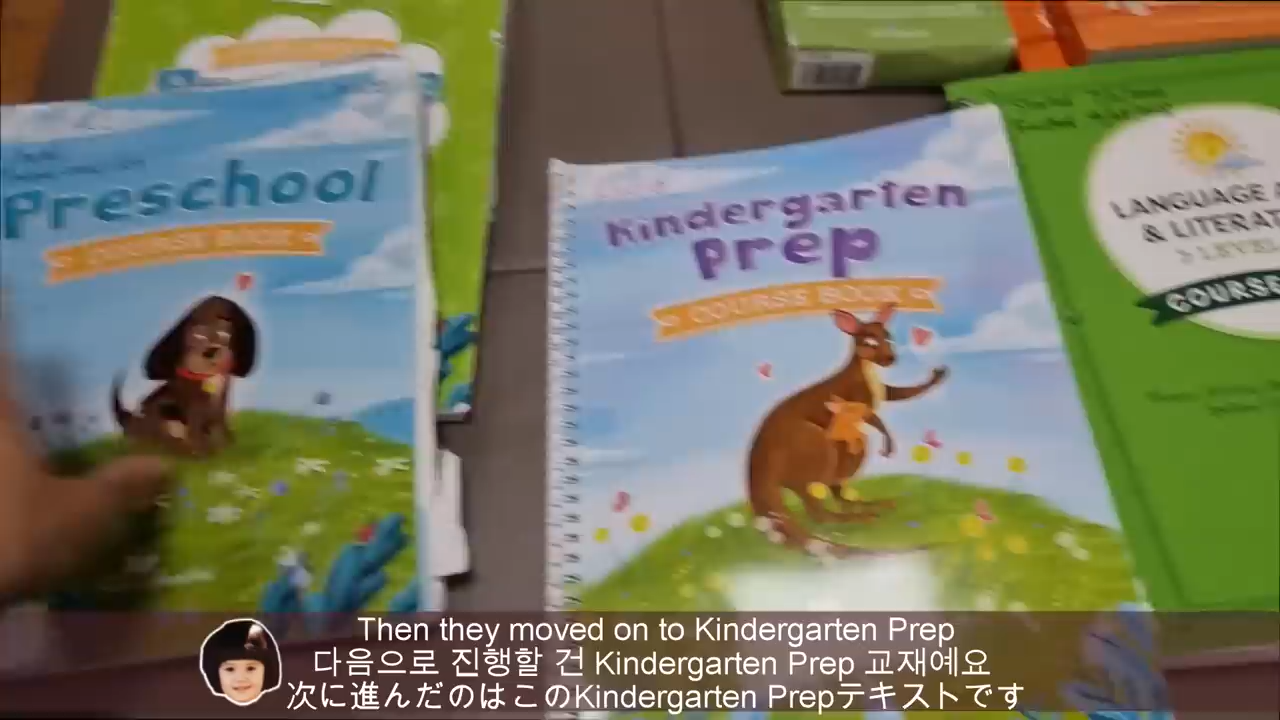 Preschool
COURSE BOOK
Kindergarten
Prep
COURSE BOOK
LANGUAGE
& LITERAT
LEVEL
COURSE
Then they moved on to Kindergarten Prep
다음으로 진행할 건 Kindergarten Prep 교재예요
次に進んだのはこのKindergarten Prepテキストです